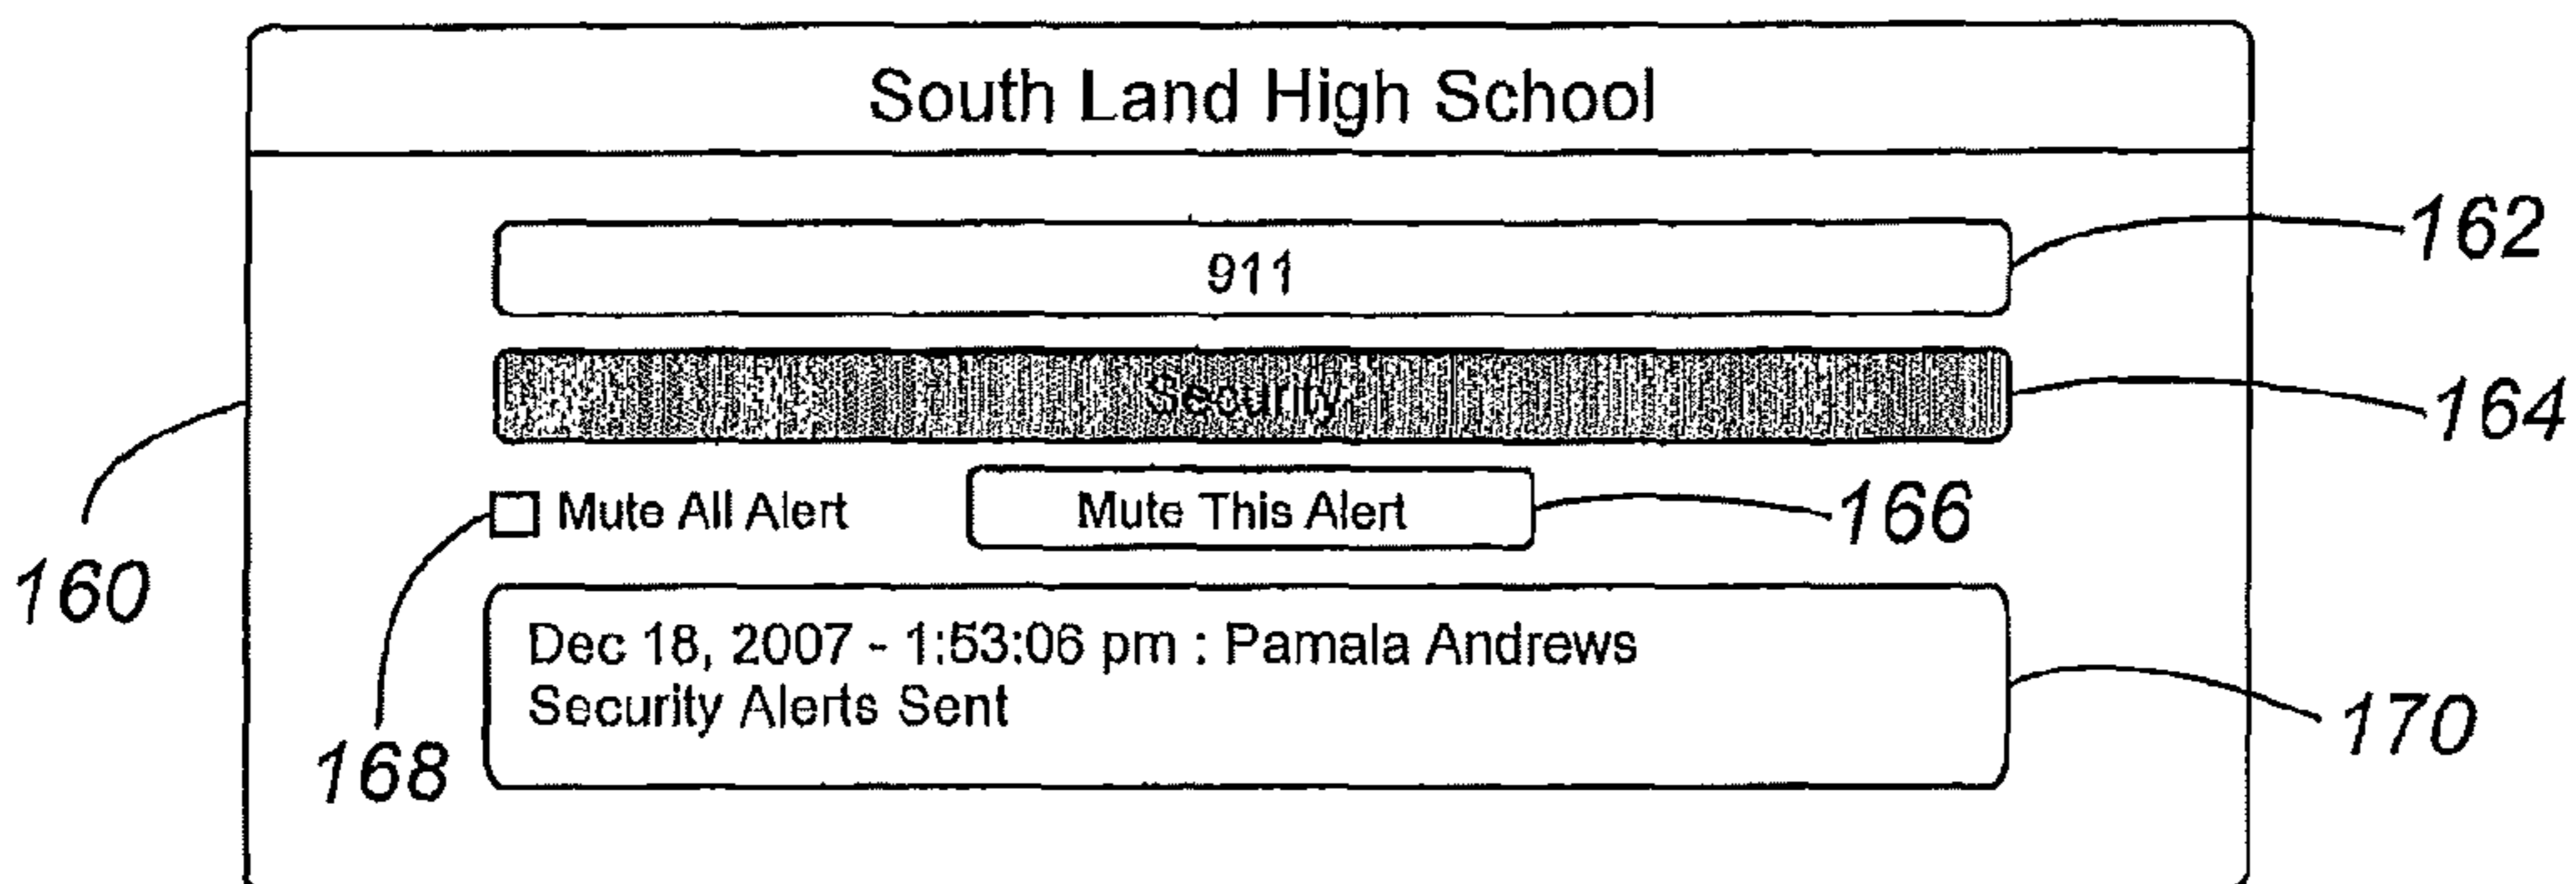 South Land High School
911
162
Security
164
Mute All Alert
Mute This Alert
166
160
168
Dec 18, 2007 - 1:53:06 pm : Pamala Andrews
Security Alerts Sent
170